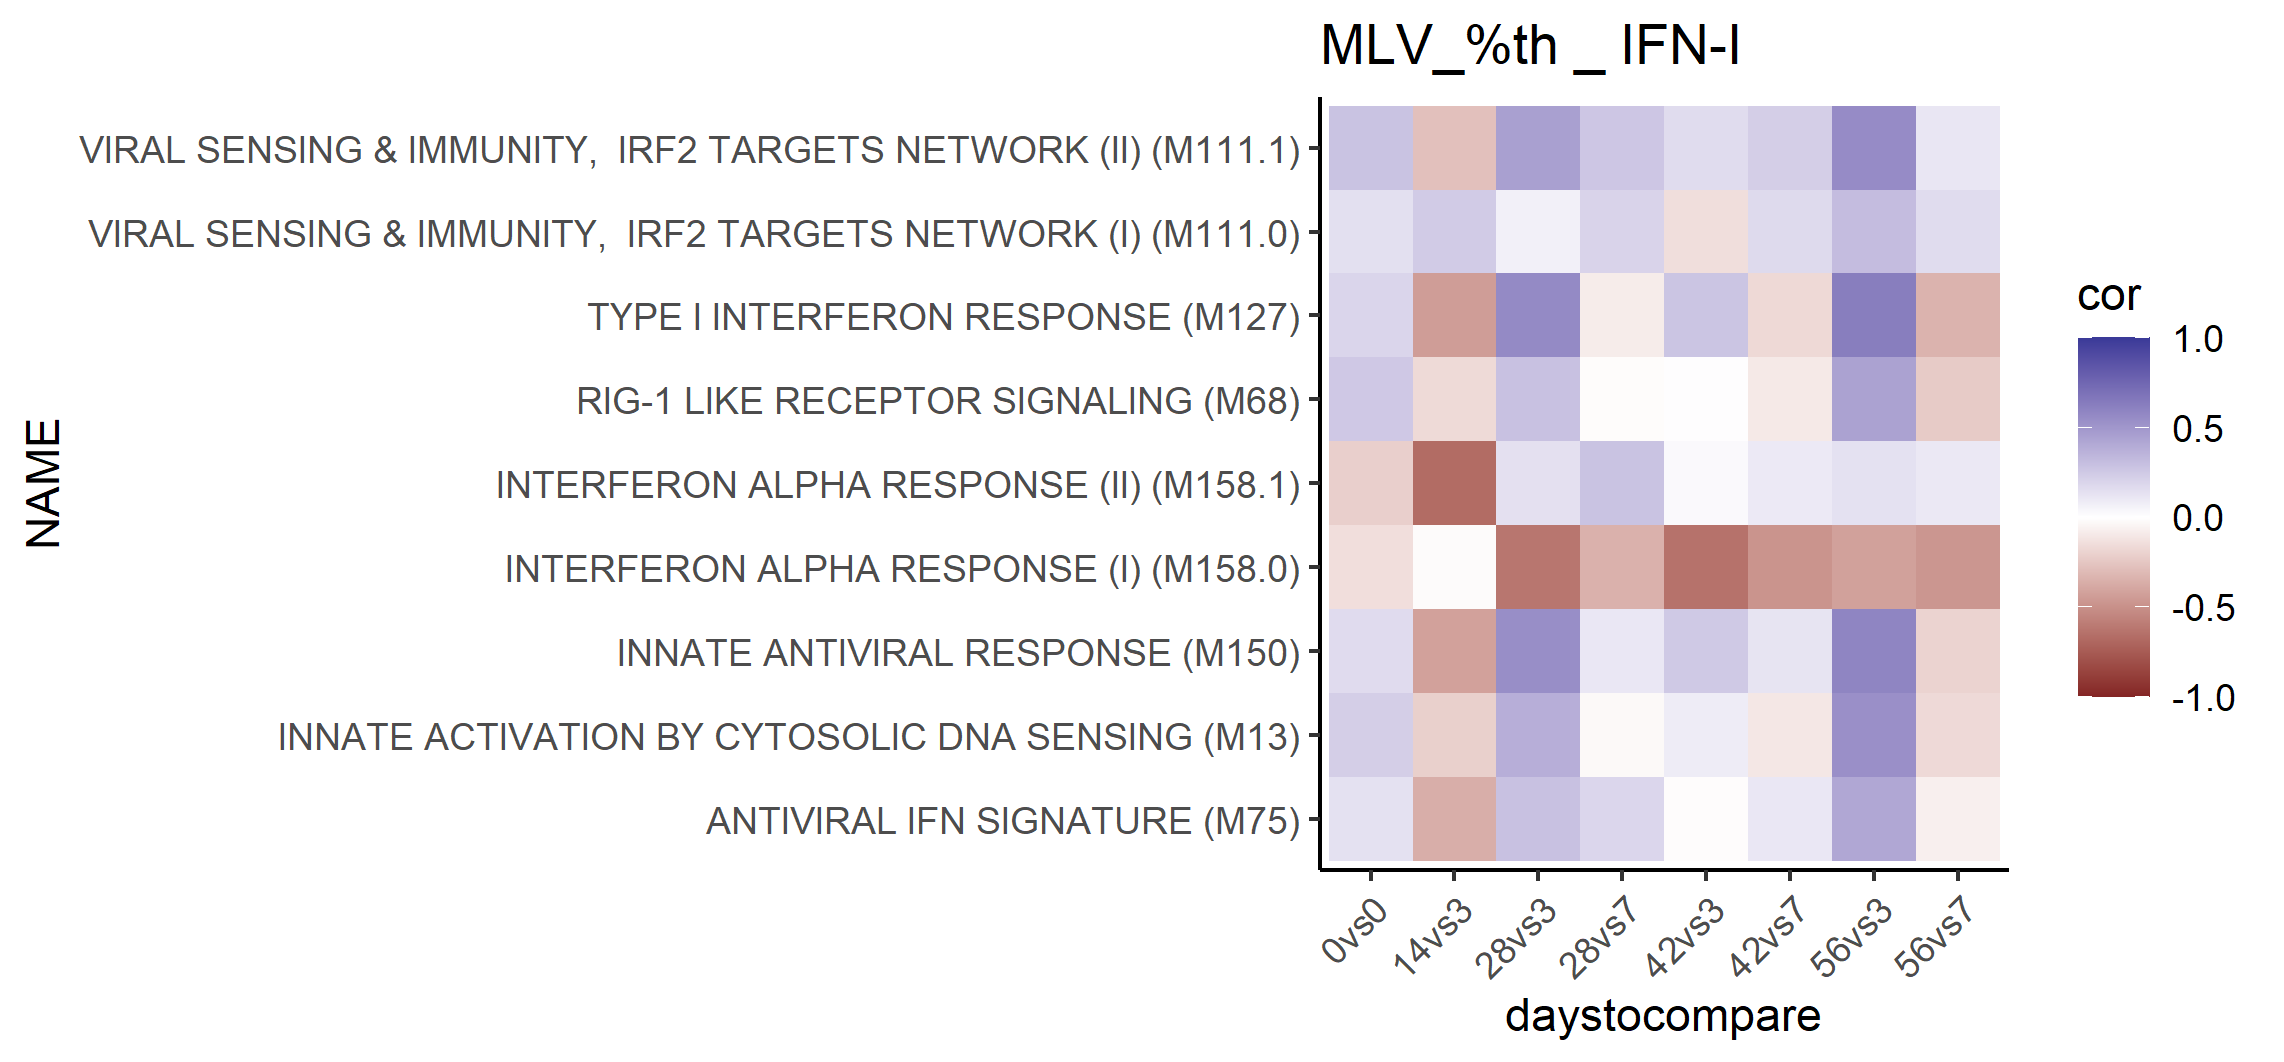 MLV_%th _ IFN-I
NAME
VIRAL SENSING & IMMUNITY,  IRF2 TARGETS NETWORK (II) (M111.1)
VIRAL SENSING & IMMUNITY,  IRF2 TARGETS NETWORK (I) (M111.0)
TYPE I INTERFERON RESPONSE (M127)
RIG-1 LIKE RECEPTOR SIGNALING (M68)
INTERFERON ALPHA RESPONSE (II) (M158.1)
INTERFERON ALPHA RESPONSE (I) (M158.0)
INNATE ANTIVIRAL RESPONSE (M150)
INNATE ACTIVATION BY CYTOSOLIC DNA SENSING (M13)
ANTIVIRAL IFN SIGNATURE (M75)
0vs0
14vs3
28vs3
28vs7
42vs3
42vs7
56vs3
56vs7
daystocompare
cor
1.0
0.5
0.0
-0.5
-1.0